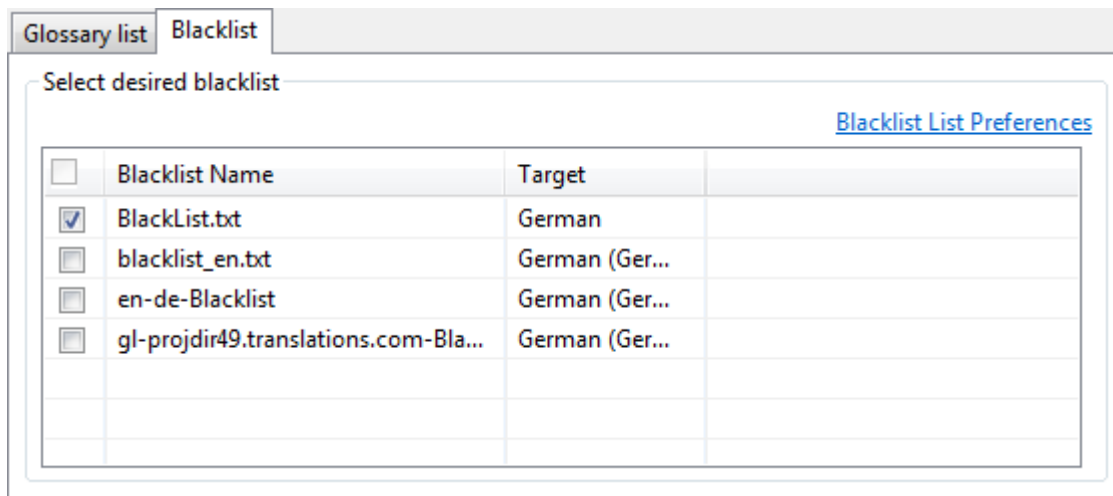 Glossary list Blacklist
Select desired blacklist
Blacklist List Preferences
Blacklist Name Target
BlackList.txt German
blacklist_en.txt German (Ger...
en-de-Blacklist German (Ger...
gl-projdir49.translations.com-Bla... German (Ger...